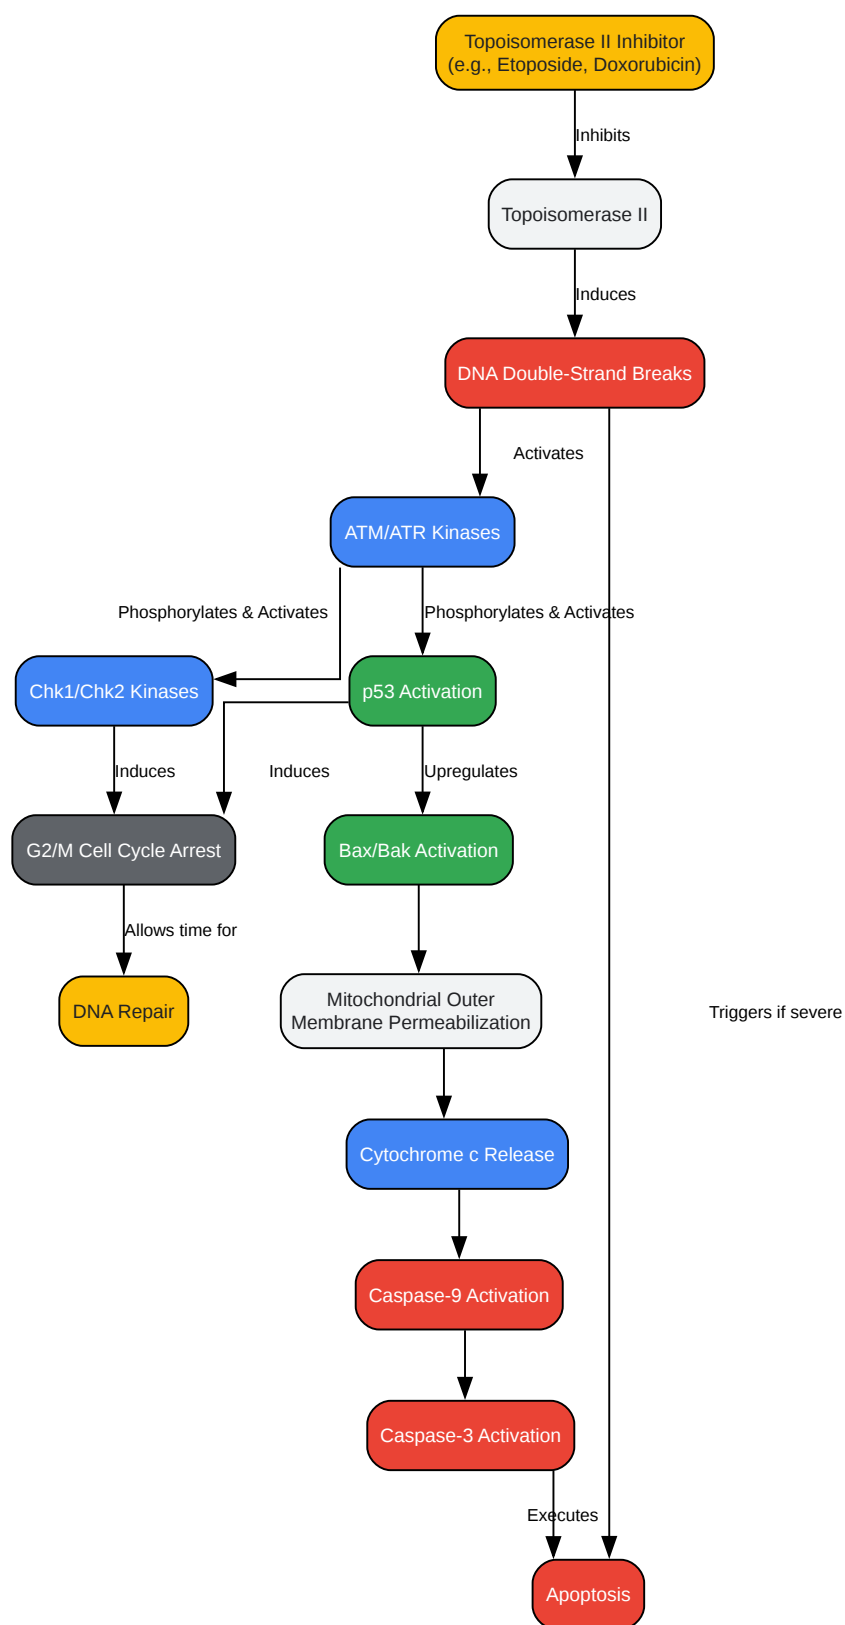 Topoisomerase II Inhibitor
(e.g., Etoposide, Doxorubicin)
Inhibits
Topoisomerase II
Induces
DNA Double-Strand Breaks
Activates
ATM/ATR Kinases
Phosphorylates & Activates
Phosphorylates & Activates
Chk1/Chk2 Kinases
p53 Activation
Induces
Induces
Upregulates
G2/M Cell Cycle Arrest
Bax/Bak Activation
Allows time for
DNA Repair
Mitochondrial Outer
Membrane Permeabilization
Triggers if severe
Cytochrome c Release
Caspase-9 Activation
Caspase-3 Activation
Executes
Apoptosis